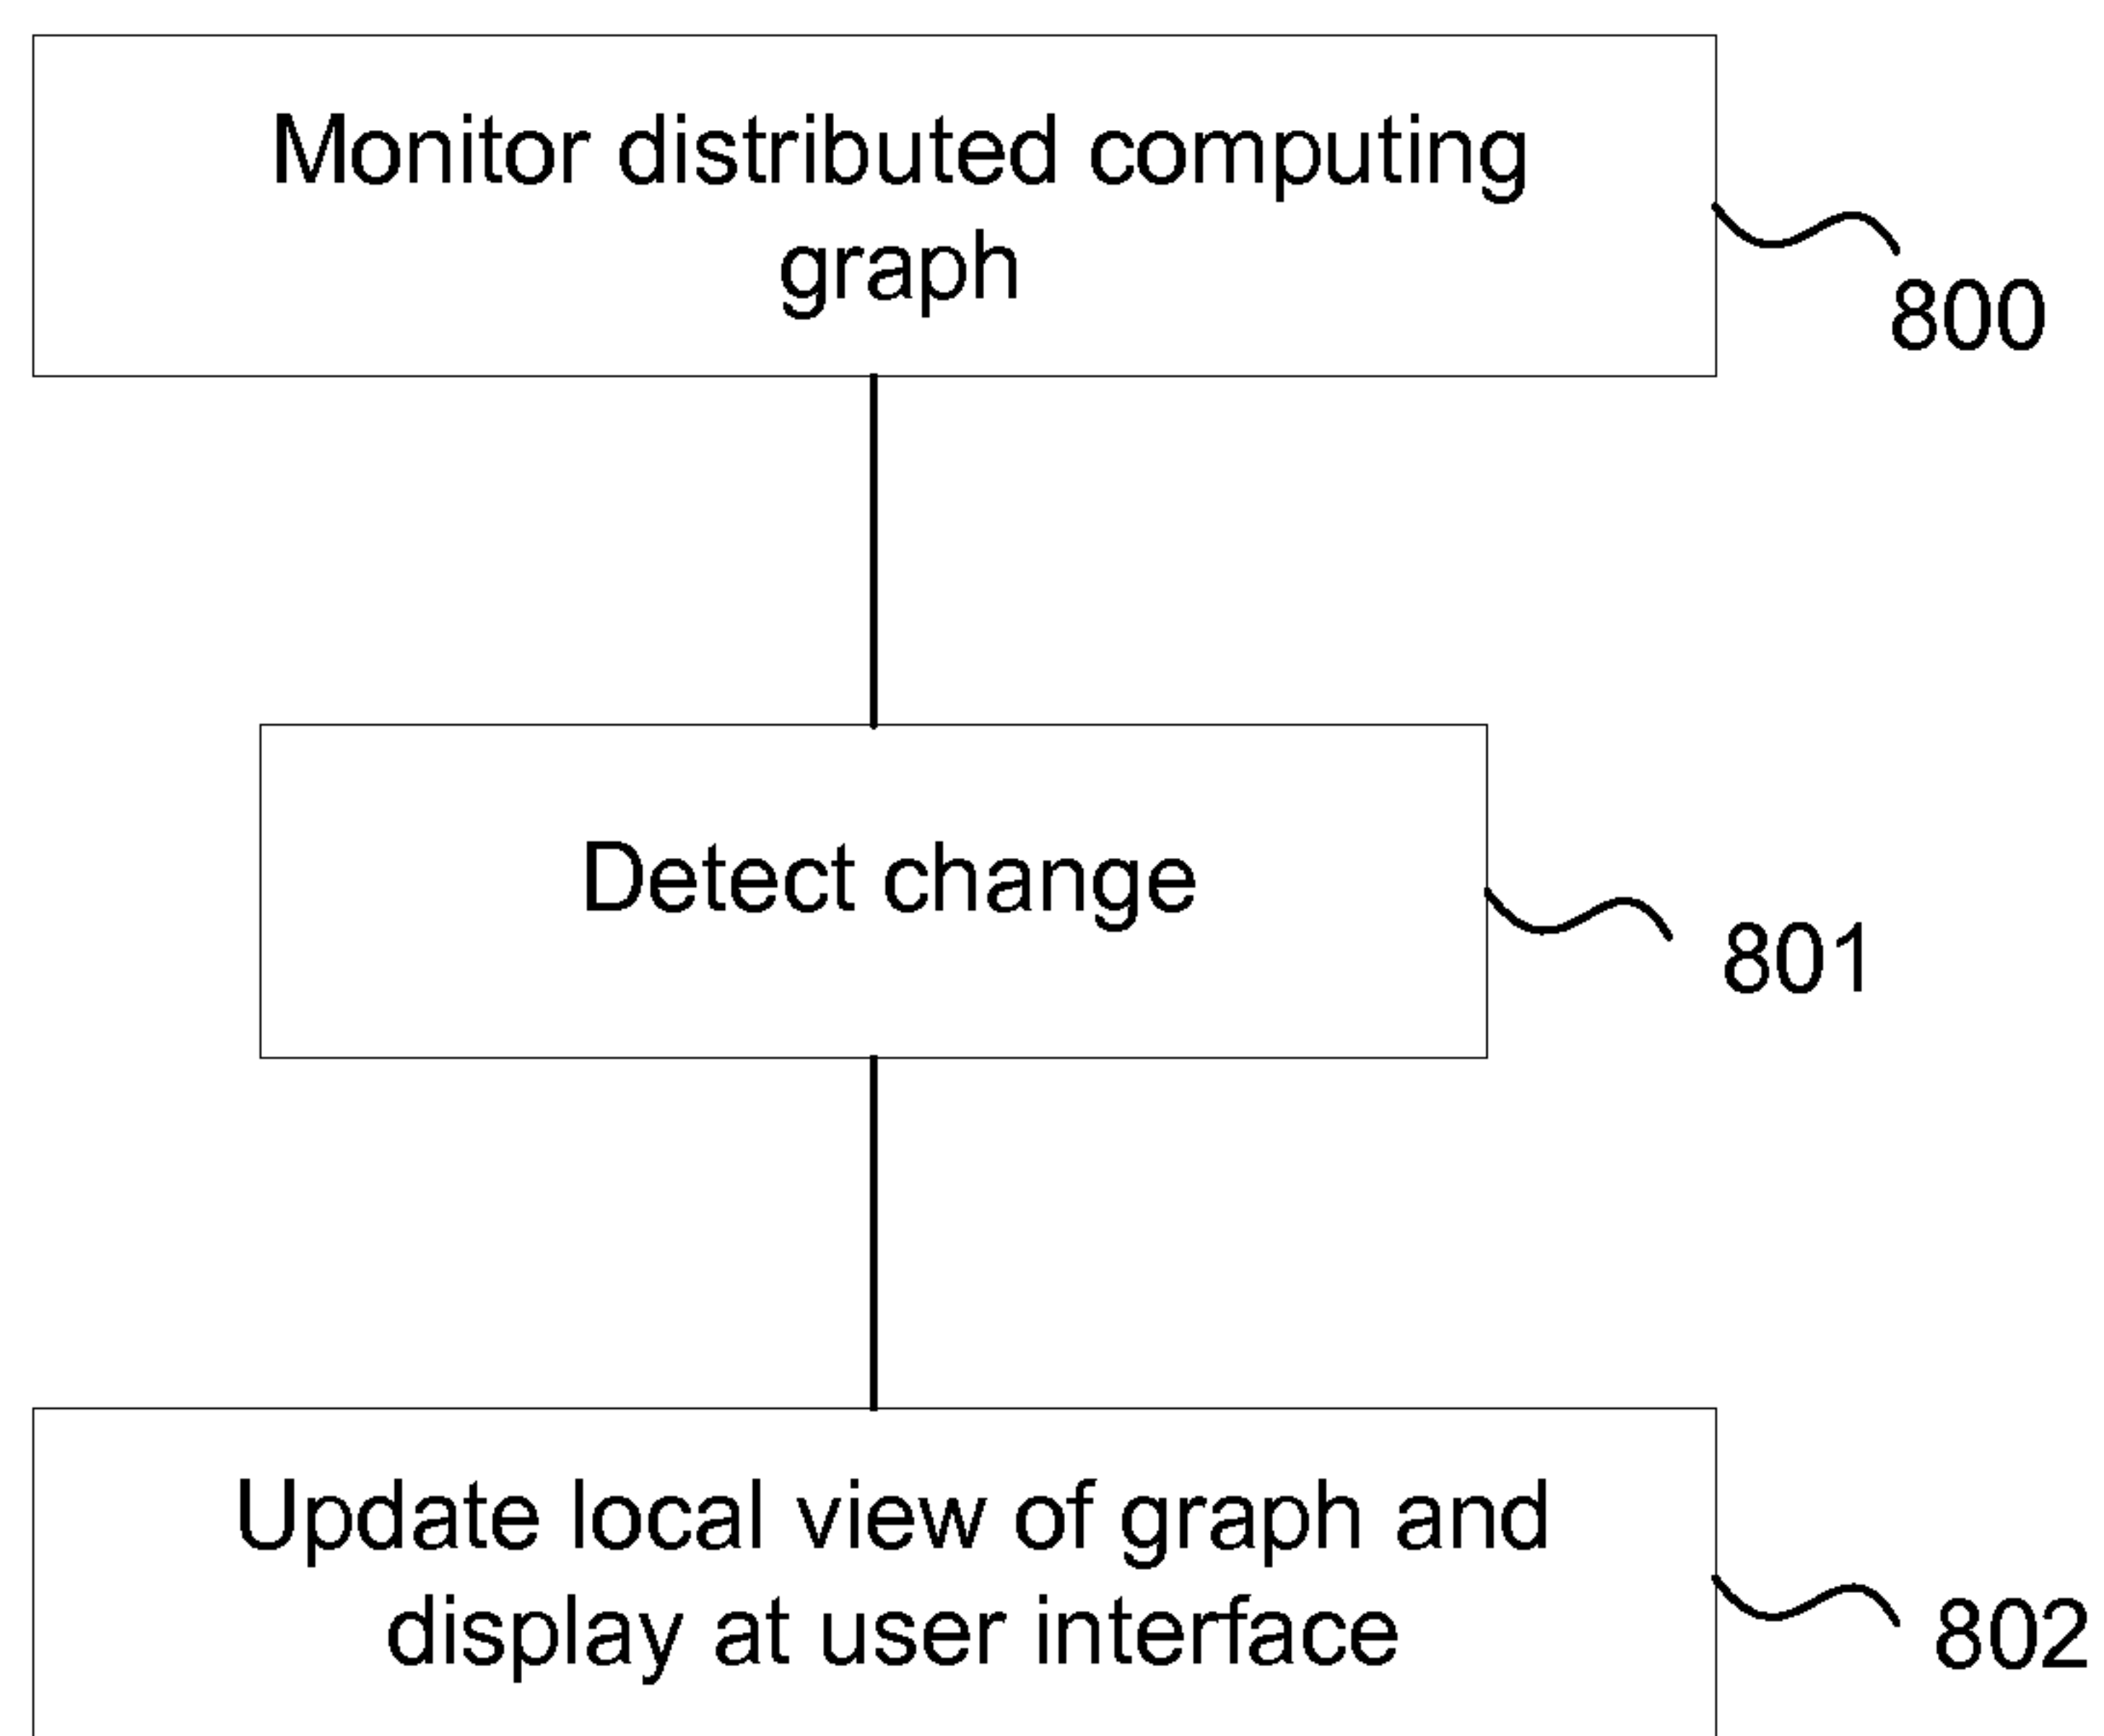 Monitor distributed computing
graph
800
Detect change
801
Update local view of graph and
display at user interface
802